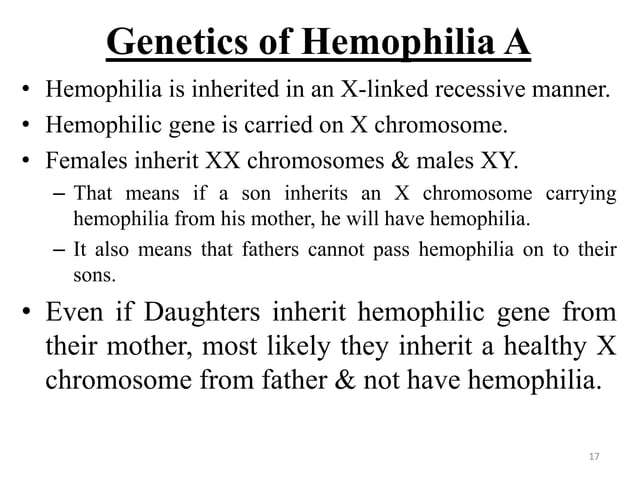 Genetics of Hemophilia A
• Hemophilia is inherited in an X-linked recessive manner.
• Hemophilic gene is carried on X chromosome.
• Females inherit XX chromosomes & males XY.
– That means if a son inherits an X chromosome carrying
hemophilia from his mother, he will have hemophilia.
– It also means that fathers cannot pass hemophilia on to their
sons.
• Even if Daughters inherit hemophilic gene from
their mother, most likely they inherit a healthy X
chromosome from father & not have hemophilia.
17